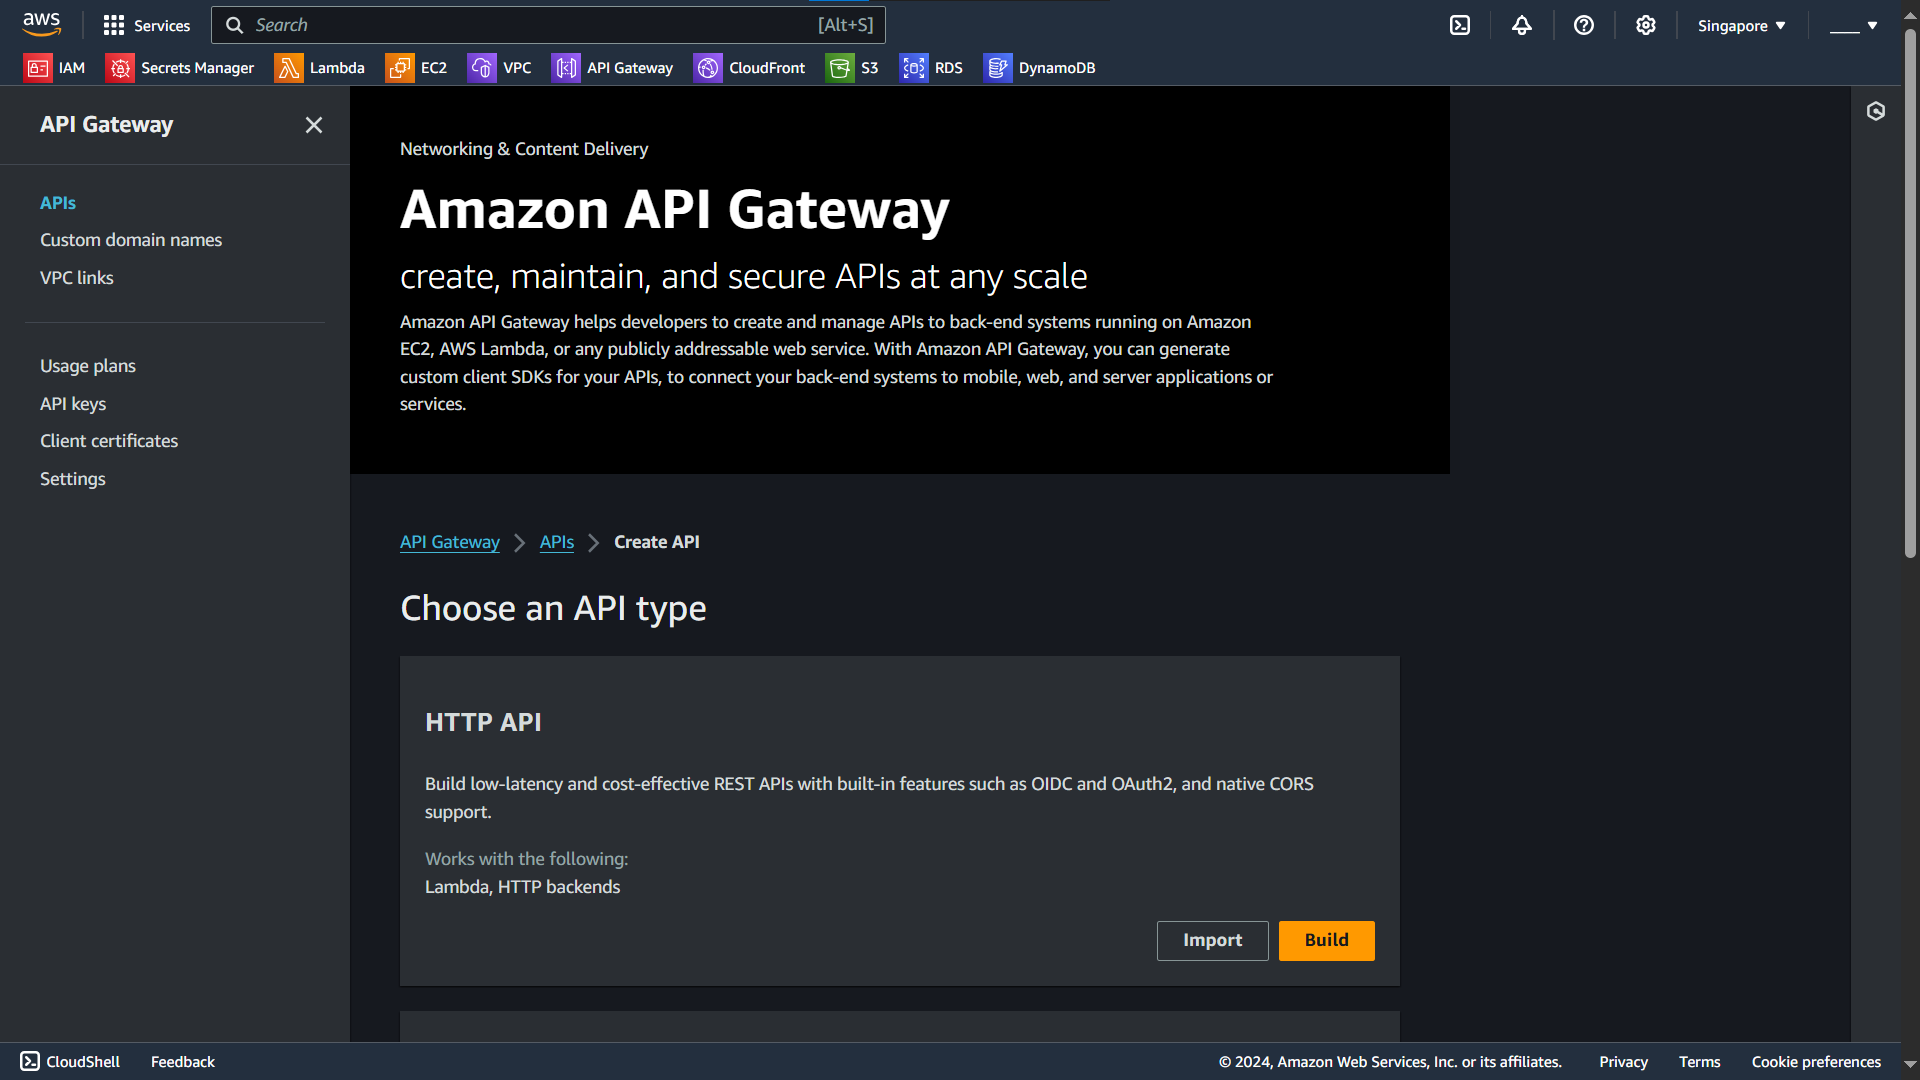 aws
Services
Search
[Alt+S]
Singapore
IAM
Secrets Manager
Lambda
EC2
VPC
API Gateway
CloudFront
S3
RDS
DynamoDB
API Gateway
APIs
Custom domain names
VPC links
Usage plans
API keys
Client certificates
Settings
Networking & Content Delivery
Amazon API Gateway
create, maintain, and secure APIs at any scale
Amazon API Gateway helps developers to create and manage APIs to back-end systems running on Amazon
EC2, AWS Lambda, or any publicly addressable web service. With Amazon API Gateway, you can generate
custom client SDKs for your APIs, to connect your back-end systems to mobile, web, and server applications or
services.
API Gateway
APIs
Create API
Choose an API type
HTTP API
Build low-latency and cost-effective REST APIs with built-in features such as OIDC and OAuth2, and native CORS
support.
Works with the following:
Lambda, HTTP backends
Import
Build
CloudShell
Feedback
© 2024, Amazon Web Services, Inc. or its affiliates.
Privacy
Terms
Cookie preferences